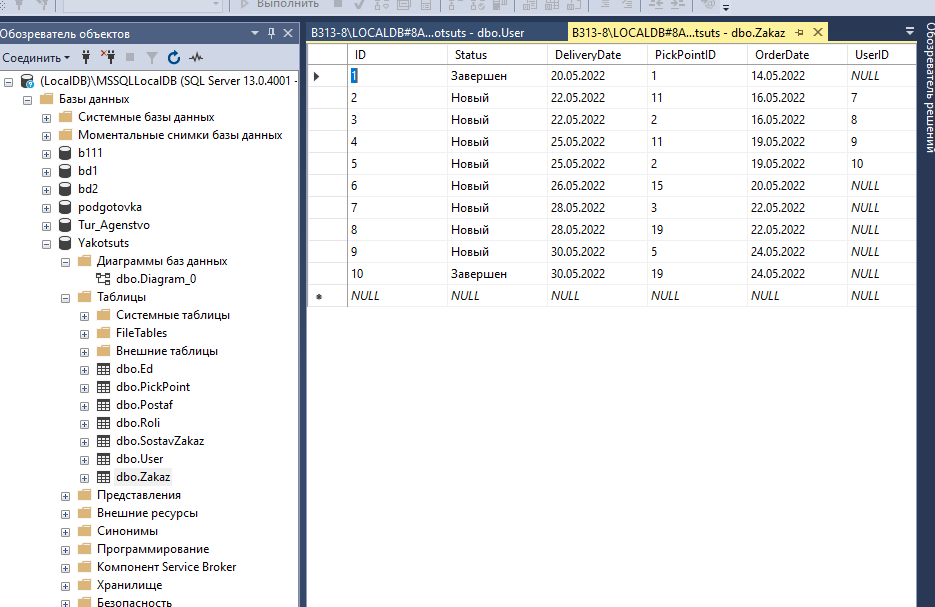 Выполнить
Обозреватель объектов
Соединить
(LocalDB)\MSSQLLocalDB (SQL Server 13.0.4001 -
Базы данных
Системные базы данных
Моментальные снимки базы данных
b111
bd1
bd2
podgotovka
Tur_Agenstvo
Yakotsuts
Диаграммы баз данных
dbo.Diagram_0
Таблицы
Системные таблицы
FileTables
Внешние таблицы
dbo.Ed
dbo.PickPoint
dbo.Postaf
dbo.Roli
dbo.SostavZakaz
dbo.User
dbo.Zakaz
Представления
Внешние ресурсы
Синонимы
Программирование
Компонент Service Broker
Хранилище
Безопасность
B313-8\LOCALDB#8A...otsuts - dbo.User
B313-8\LOCALDB#8A...tsuts - dbo.Zakaz
ID Status DeliveryDate PickPointID OrderDate UserID
1 Завершен 20.05.2022 1 14.05.2022 NULL
2 Новый 22.05.2022 11 16.05.2022 7
3 Новый 22.05.2022 2 16.05.2022 8
4 Новый 25.05.2022 11 19.05.2022 9
5 Новый 25.05.2022 2 19.05.2022 10
6 Новый 26.05.2022 15 20.05.2022 NULL
7 Новый 28.05.2022 3 22.05.2022 NULL
8 Новый 28.05.2022 19 22.05.2022 NULL
9 Новый 30.05.2022 5 24.05.2022 NULL
10 Завершен 30.05.2022 19 24.05.2022 NULL
NULL NULL NULL NULL NULL NULL
Обозреватель решений